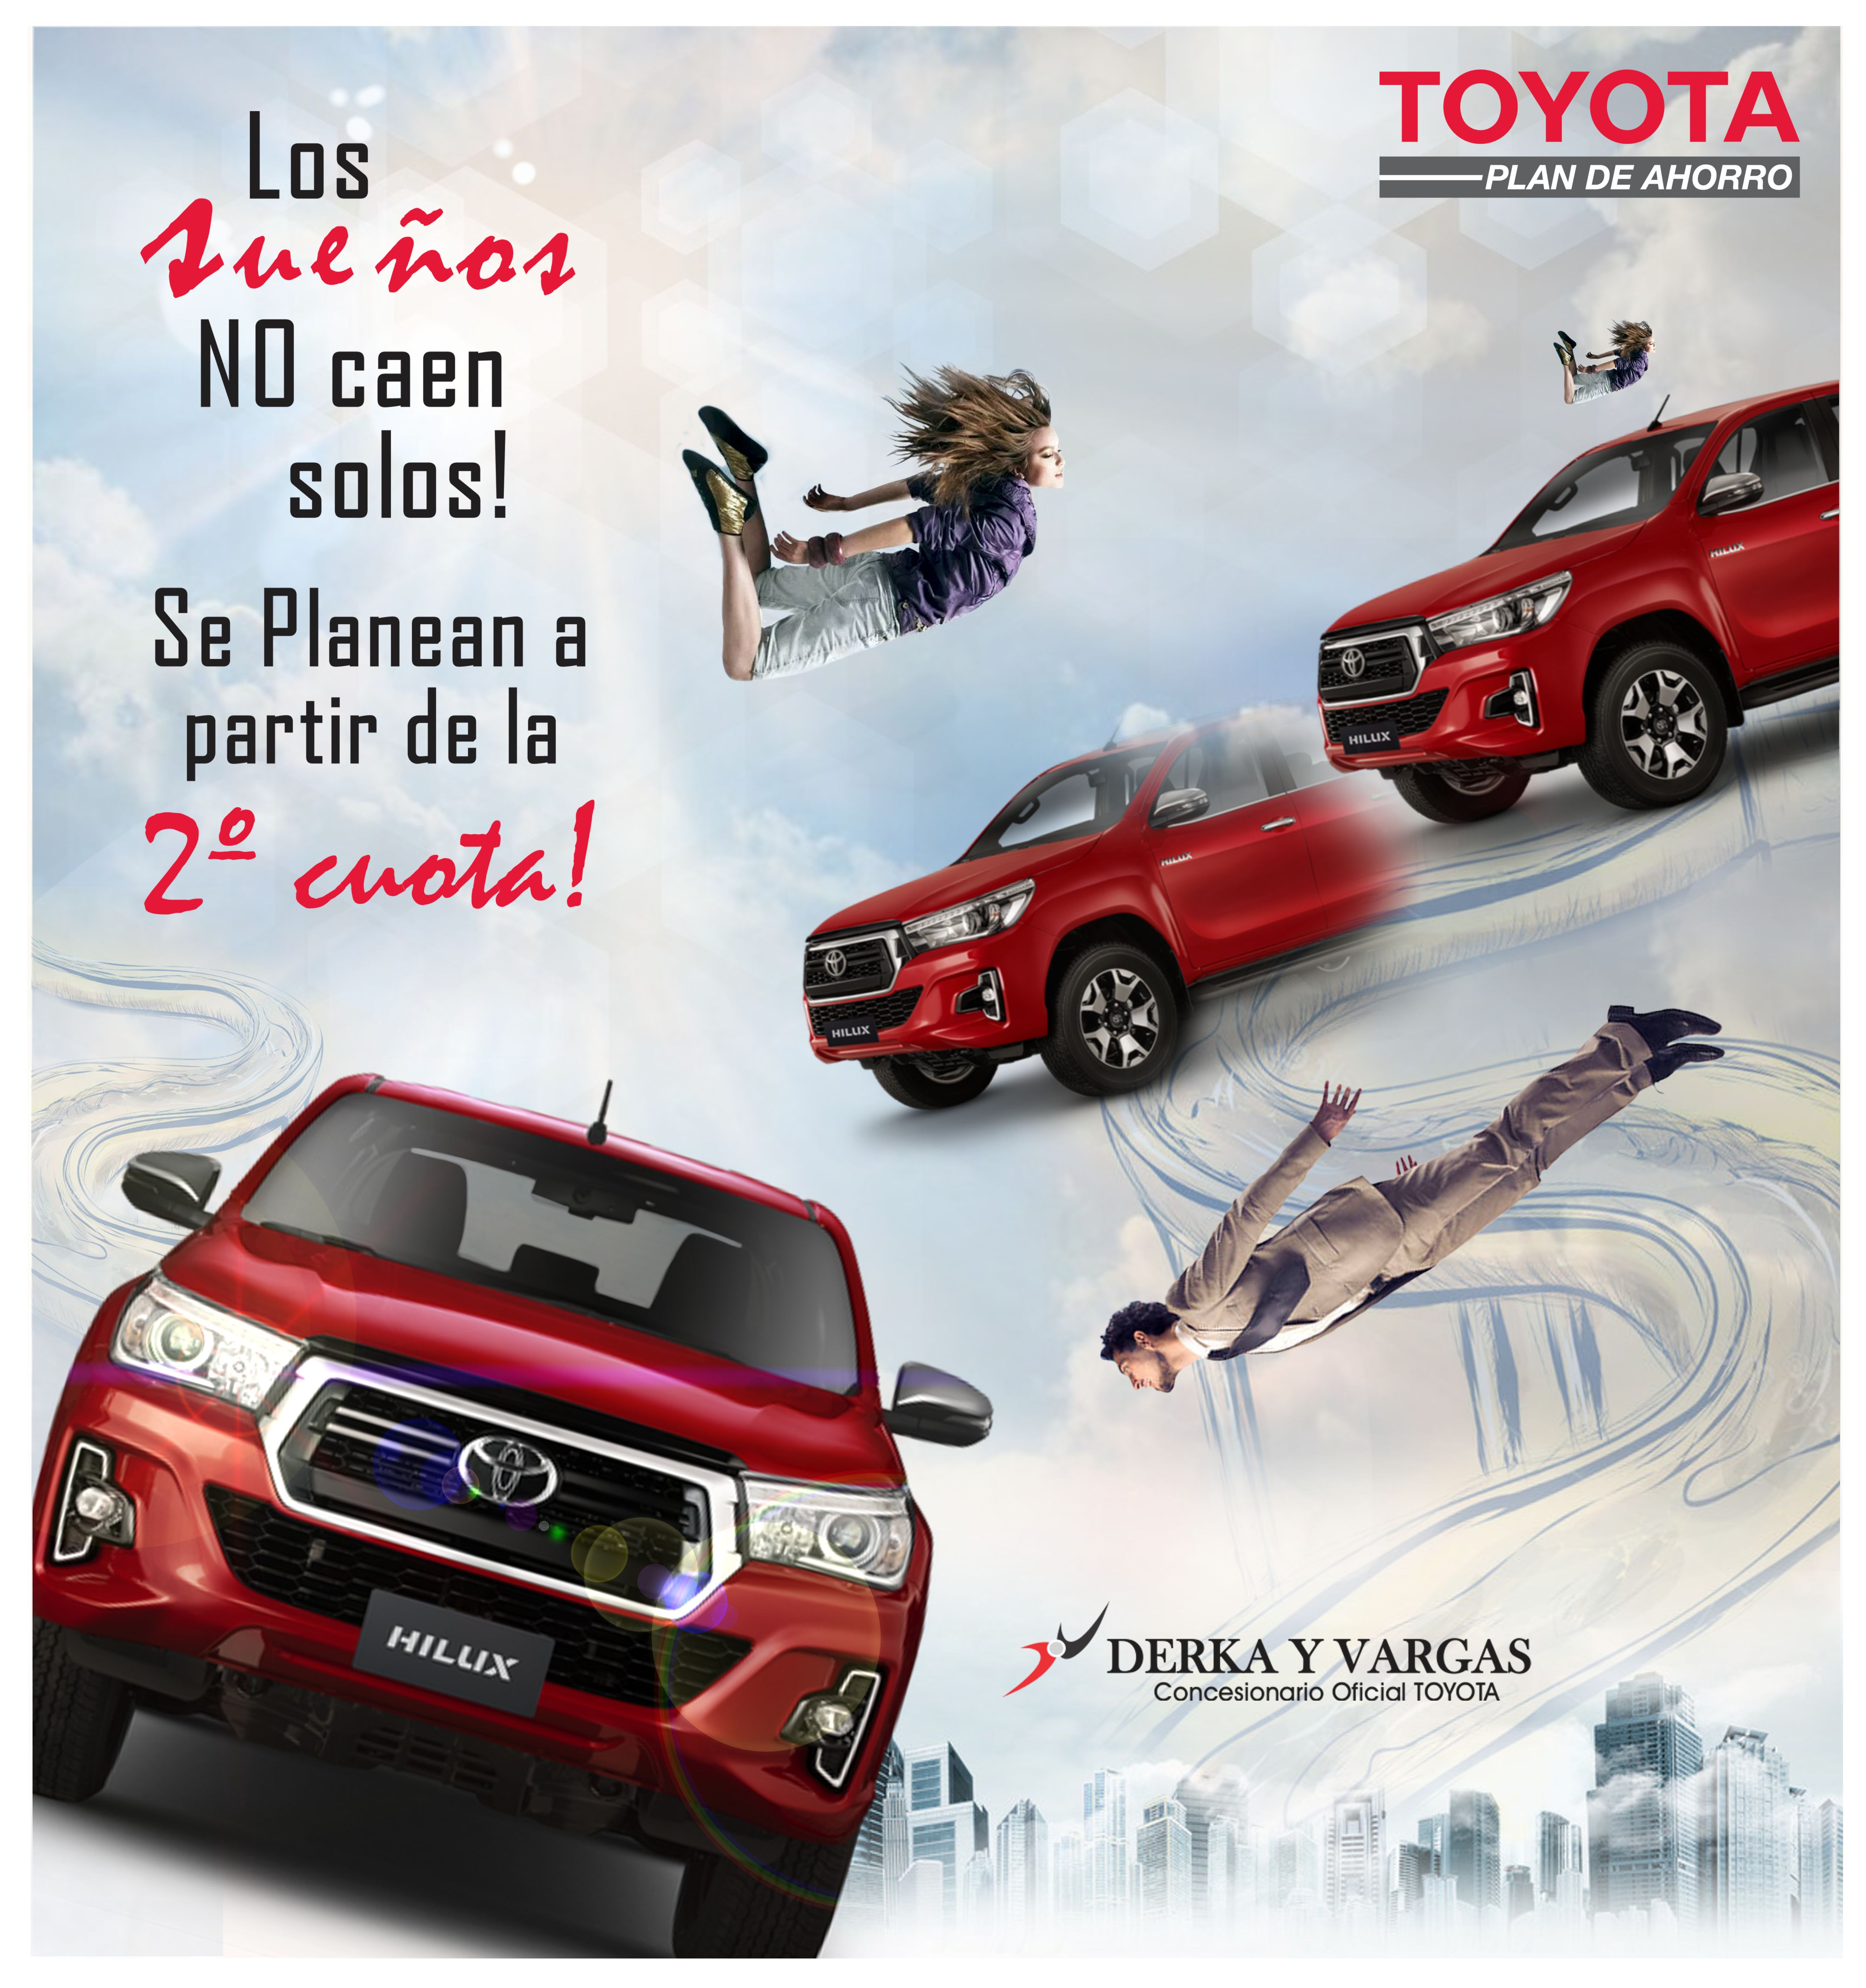 Los
sueños
NO caen
solos!
Se Planean a
partir de la
2º cuota!
TOYOTA
PLAN DE AHORRO
HILUX
HILUX
HILUX
HILUX
HILUX
DERKA Y VARGAS
Concesionario Oficial TOYOTA